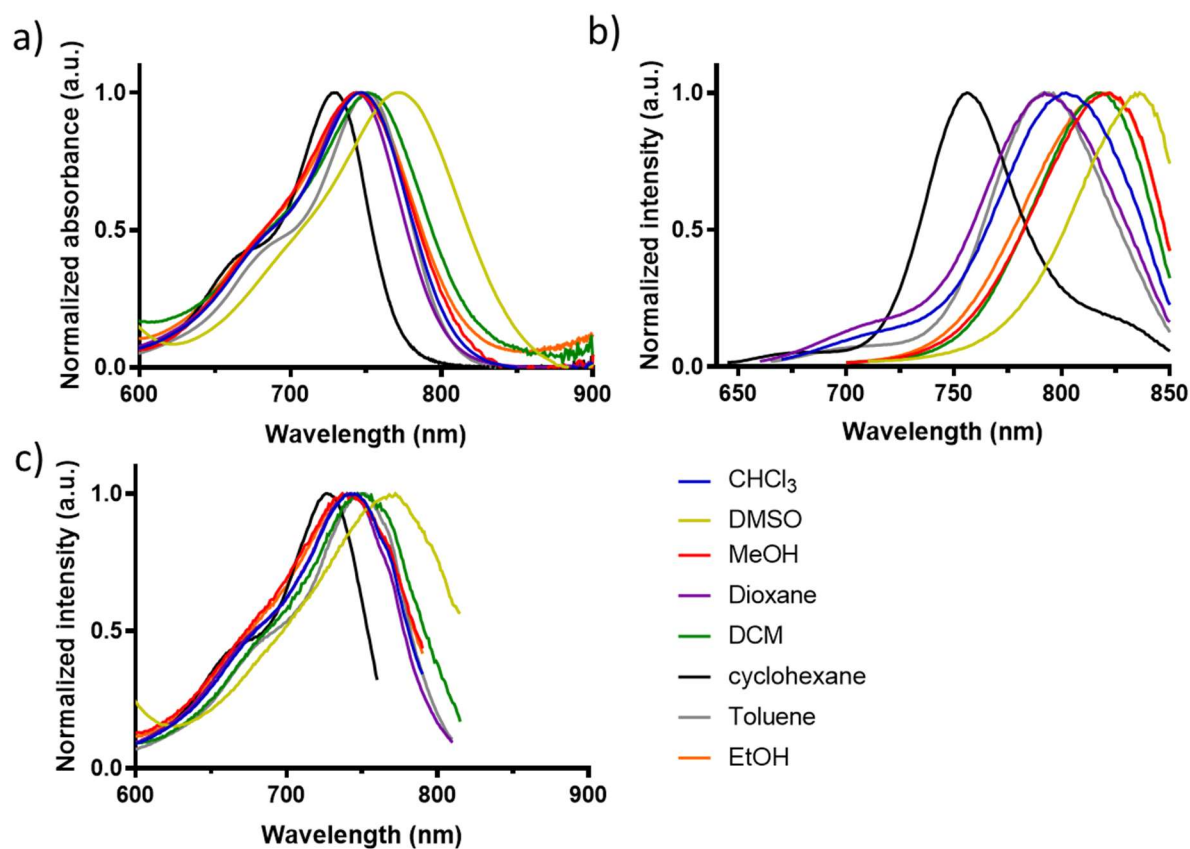 a)
Normalized absorbance (a.u.)
1.0
0.5
0.0
600
700
800
900
Wavelength (nm)
b)
Normalized intensity (a.u.)
1.0
0.5
0.0
650
700
750
800
850
Wavelength (nm)
c)
Normalized intensity (a.u.)
1.0
0.5
0.0
600
700
800
900
Wavelength (nm)
CHCl₃
DMSO
MeOH
Dioxane
DCM
cyclohexane
Toluene
EtOH